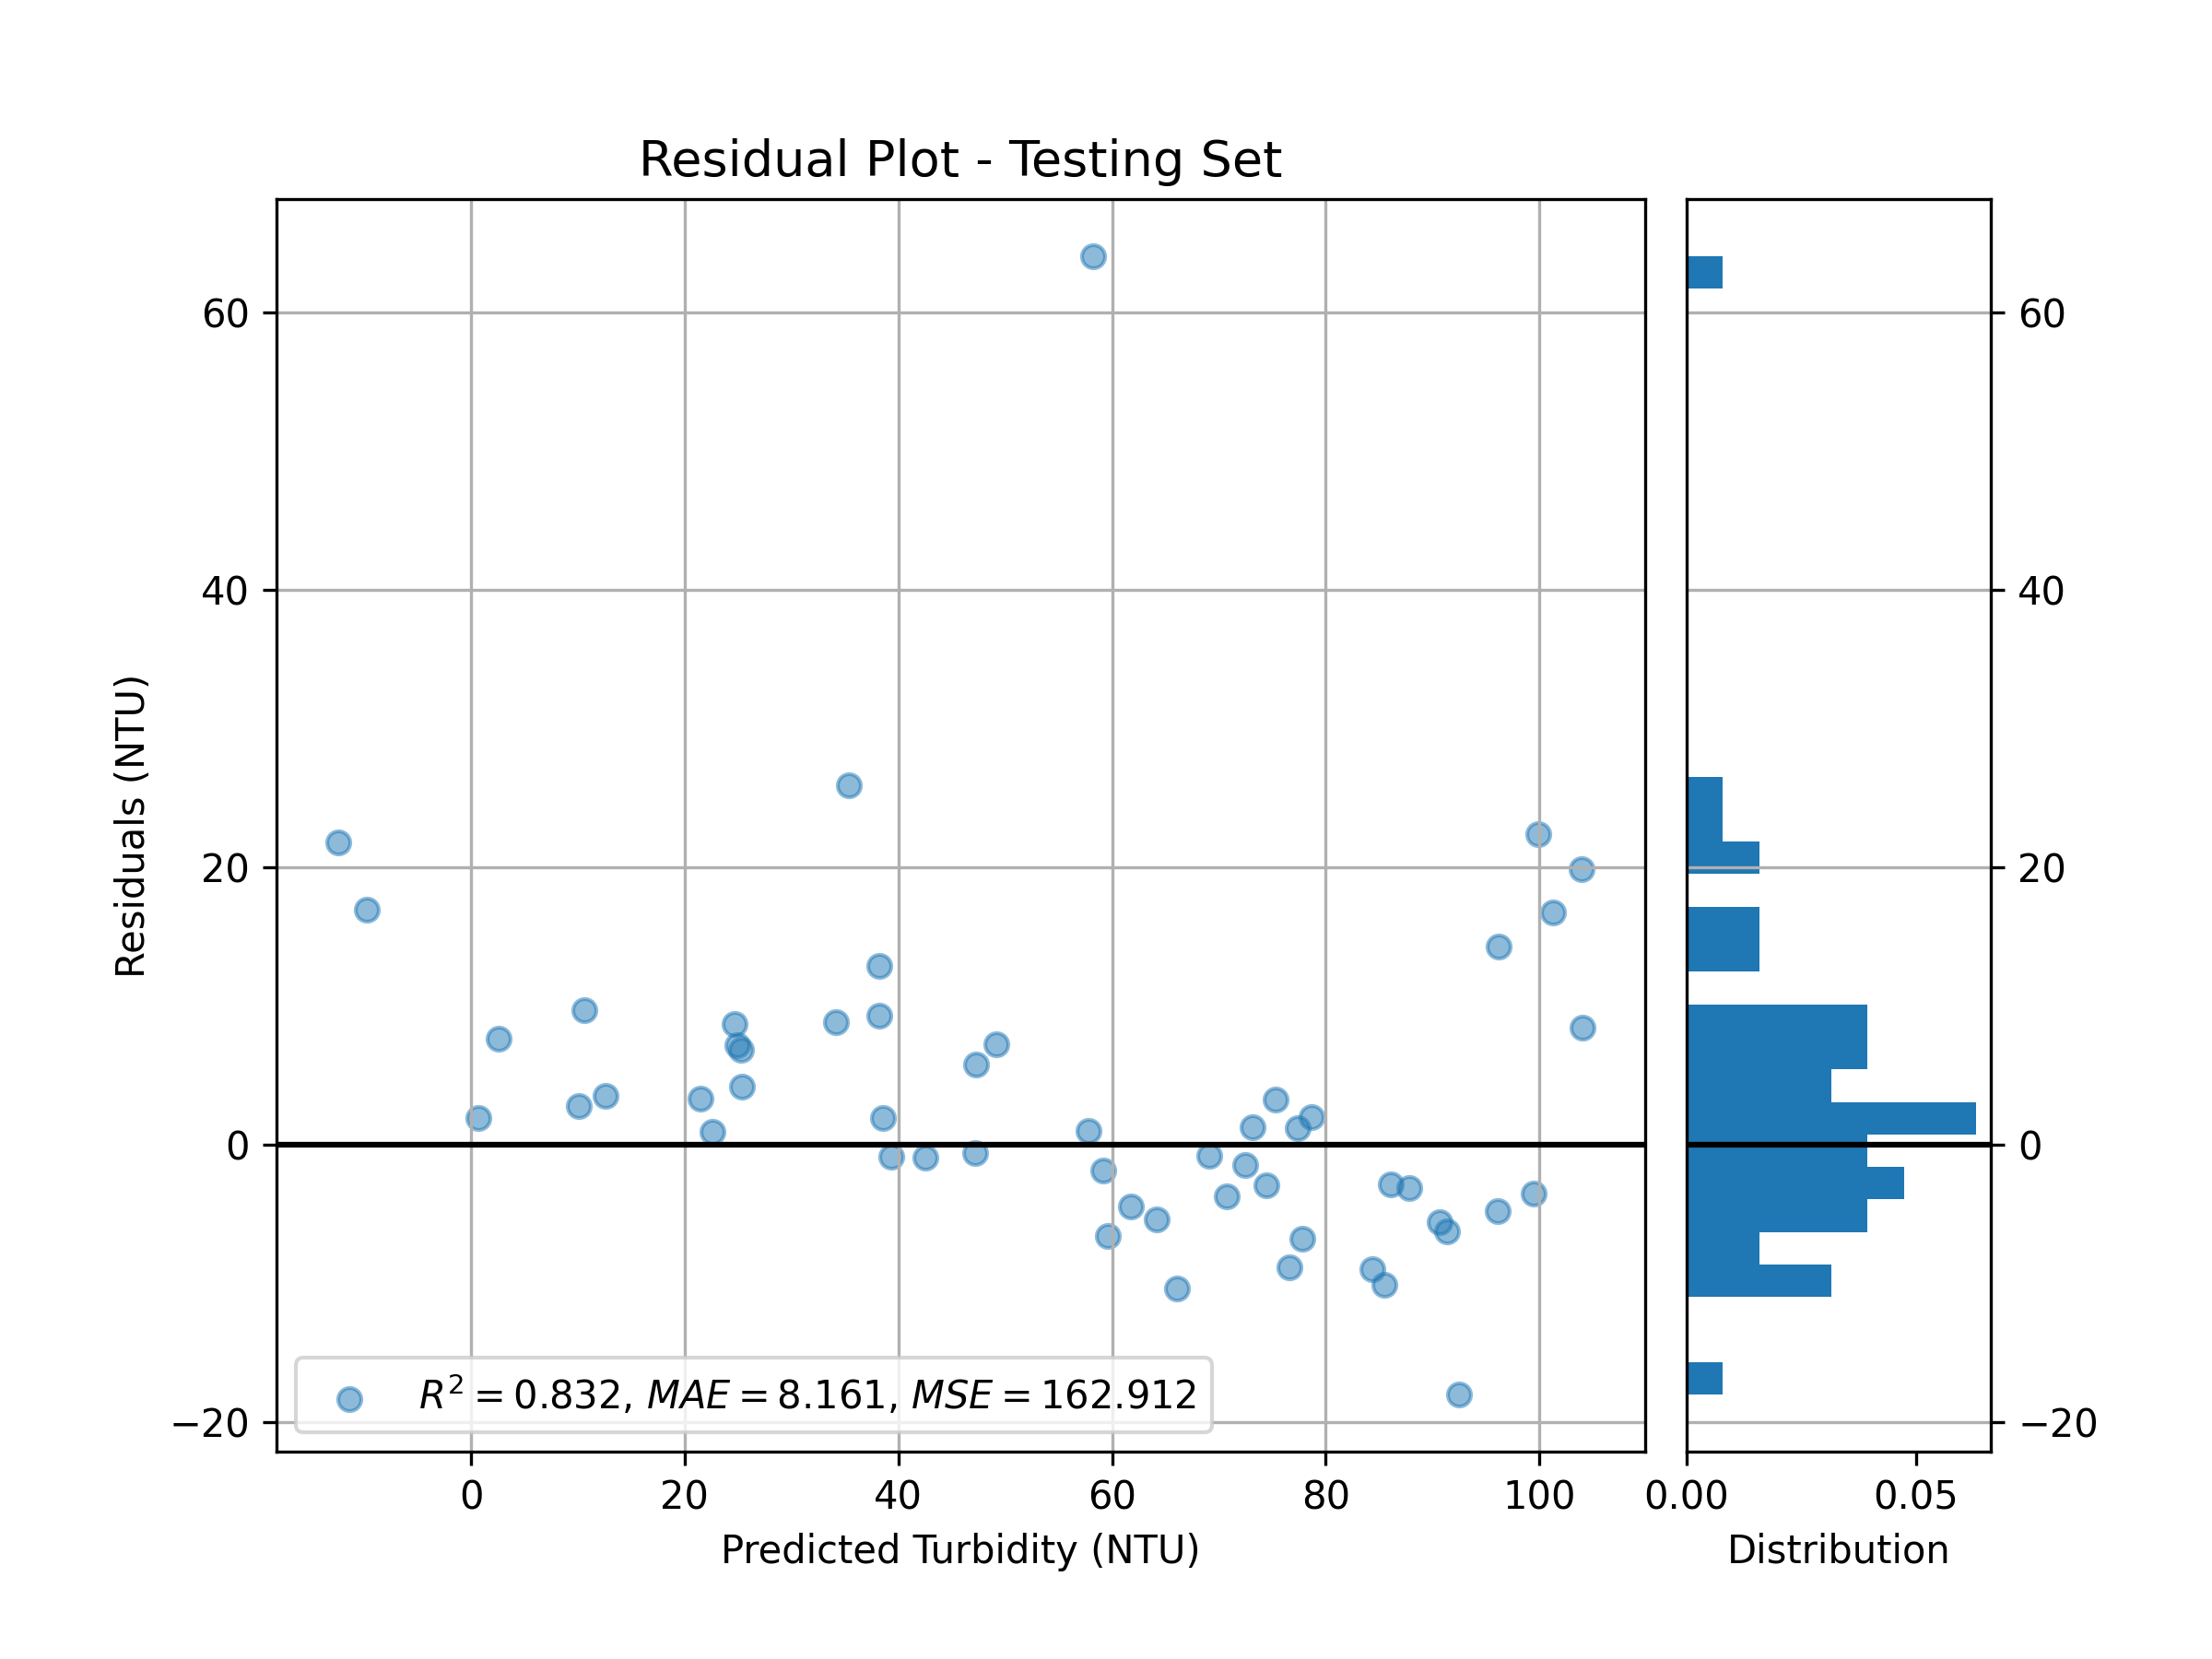 Residual Plot - Testing Set
60
40
20
0
−20
Residuals (NTU)
R² = 0.832, MAE = 8.161, MSE = 162.912
0 20 40 60 80 100
Predicted Turbidity (NTU)
60
40
20
0
−20
0.00 0.05
Distribution